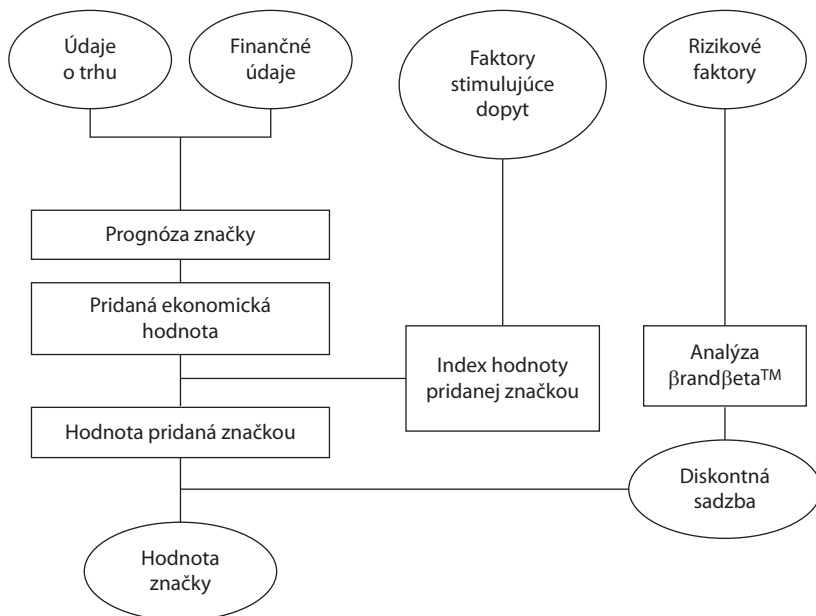 Údaje
o trhu
Finančné
údaje
Faktory
stimulujúce
dopyt
Rizikové
faktory
Prognóza značky
Pridaná ekonomická
hodnota
Index hodnoty
pridanej značkou
Analýza
βrandβeta™
Hodnota pridaná značkou
Diskontná
sadzba
Hodnota
značky